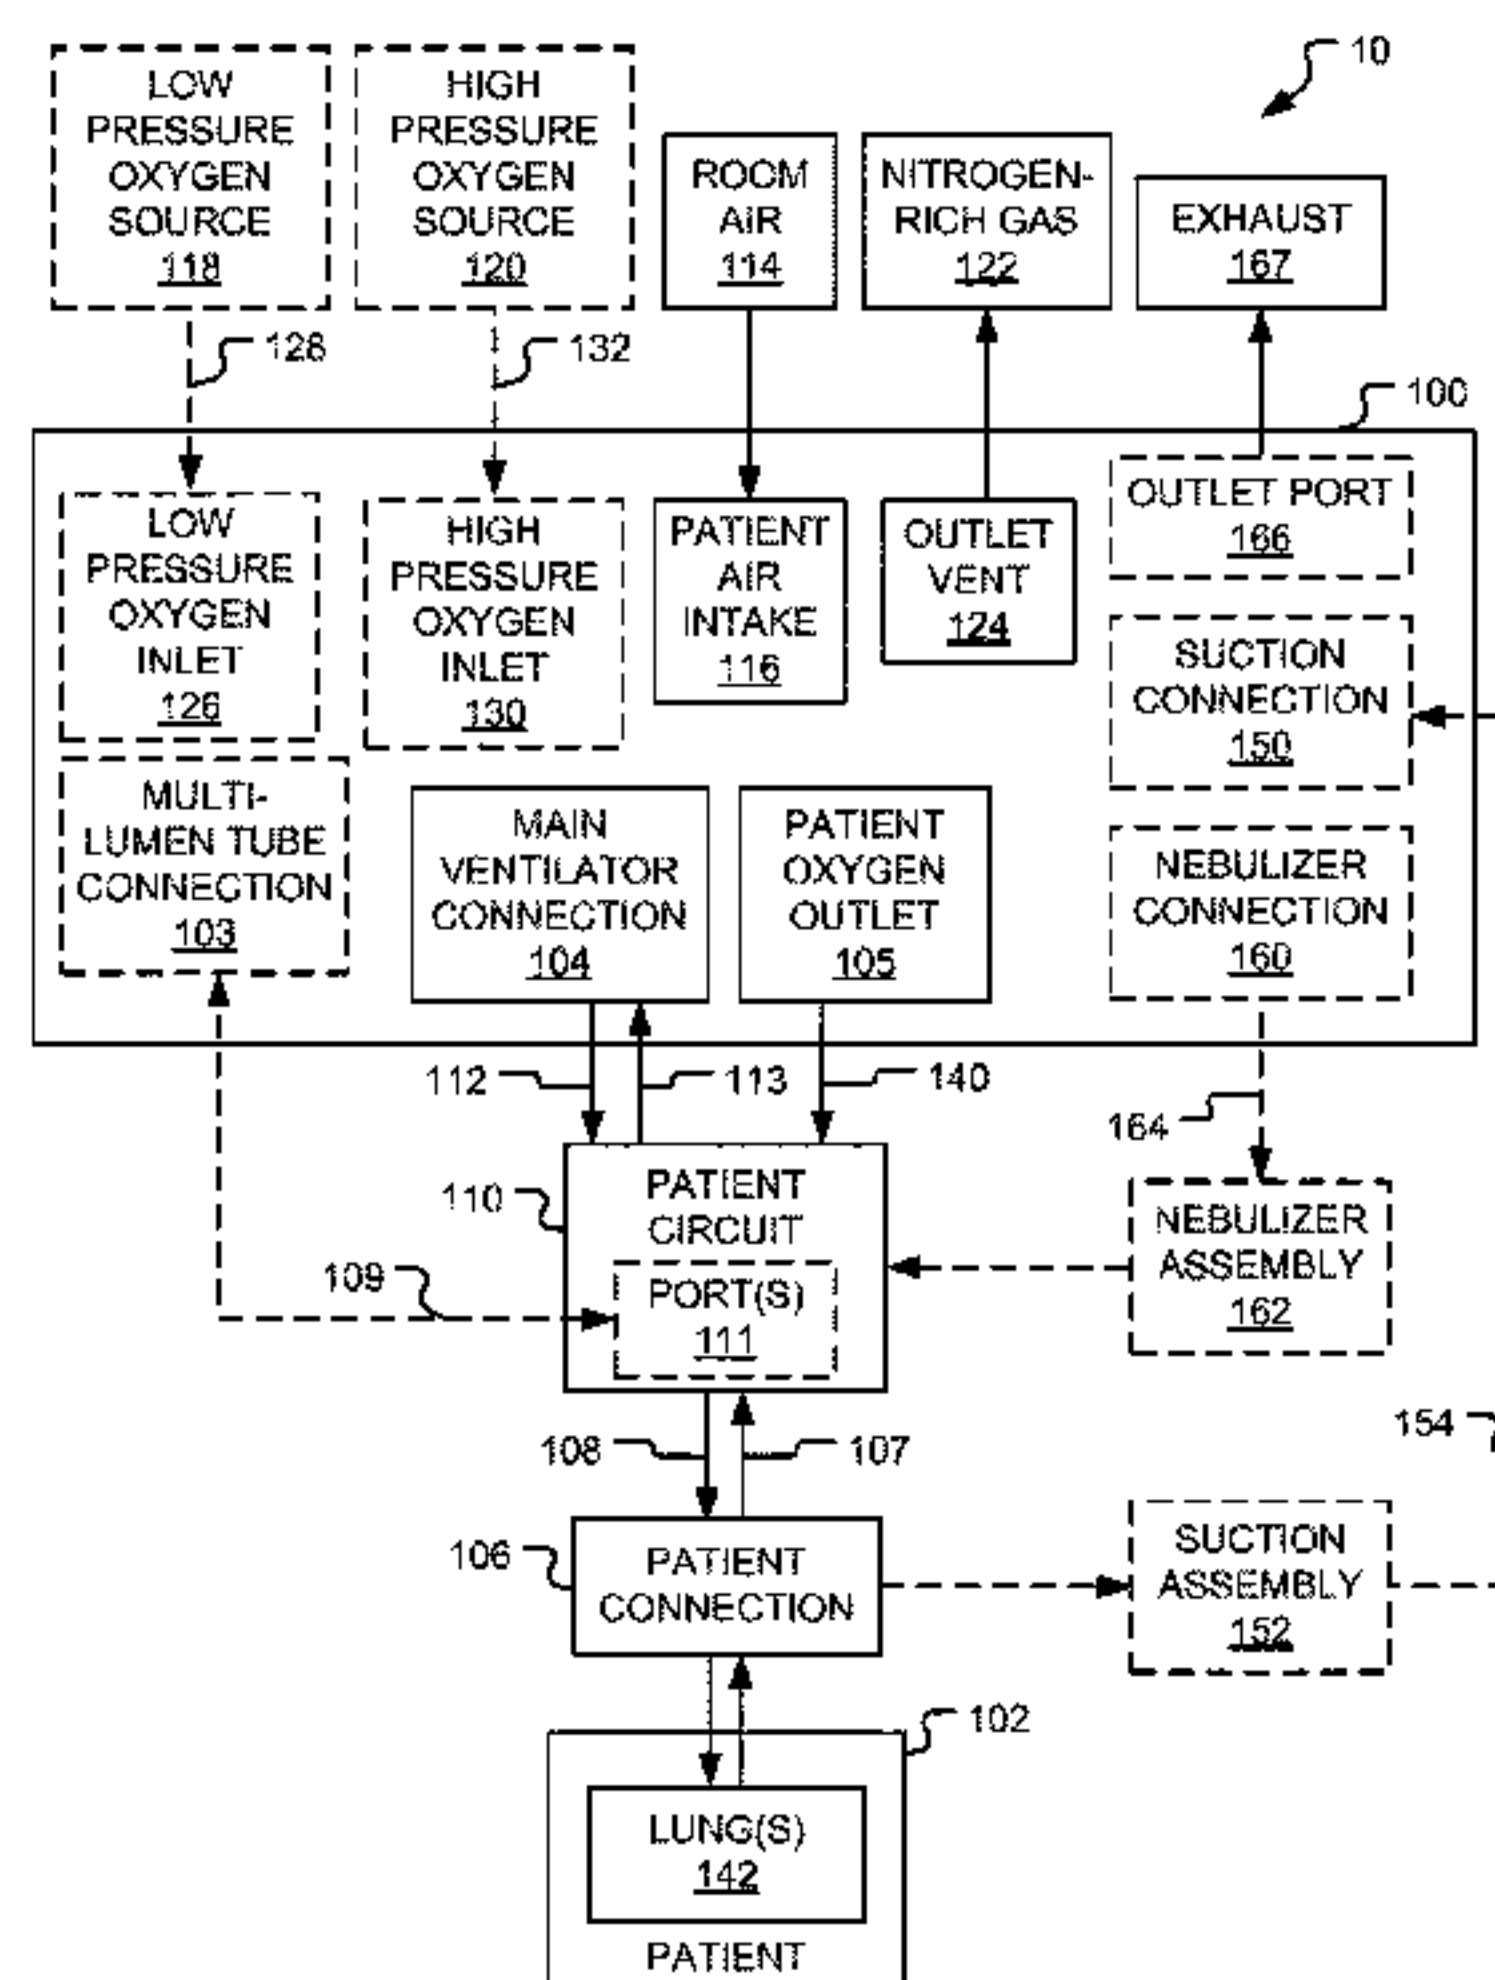 10
LOW
PRESSURE
OXYGEN
SOURCE
118
HIGH
PRESSURE
OXYGEN
SOURCE
120
ROOM
AIR
114
NITROGEN-
RICH GAS
122
EXHAUST
167
128
132
100
LOW
PRESSURE
OXYGEN
INLET
126
HIGH
PRESSURE
OXYGEN
INLET
130
PATIENT
AIR
INTAKE
116
OUTLET
VENT
124
OUTLET PORT
166
SUCTION
CONNECTION
150
MULTI-
LUMEN TUBE
CONNECTION
103
MAIN
VENTILATOR
CONNECTION
104
PATIENT
OXYGEN
OUTLET
105
NEBULIZER
CONNECTION
160
112
113
140
164
110
PATIENT
CIRCUIT
PORT(S)
111
109
NEBULIZER
ASSEMBLY
162
108
107
154
106
PATIENT
CONNECTION
SUCTION
ASSEMBLY
152
102
LUNG(S)
142
PATIENT